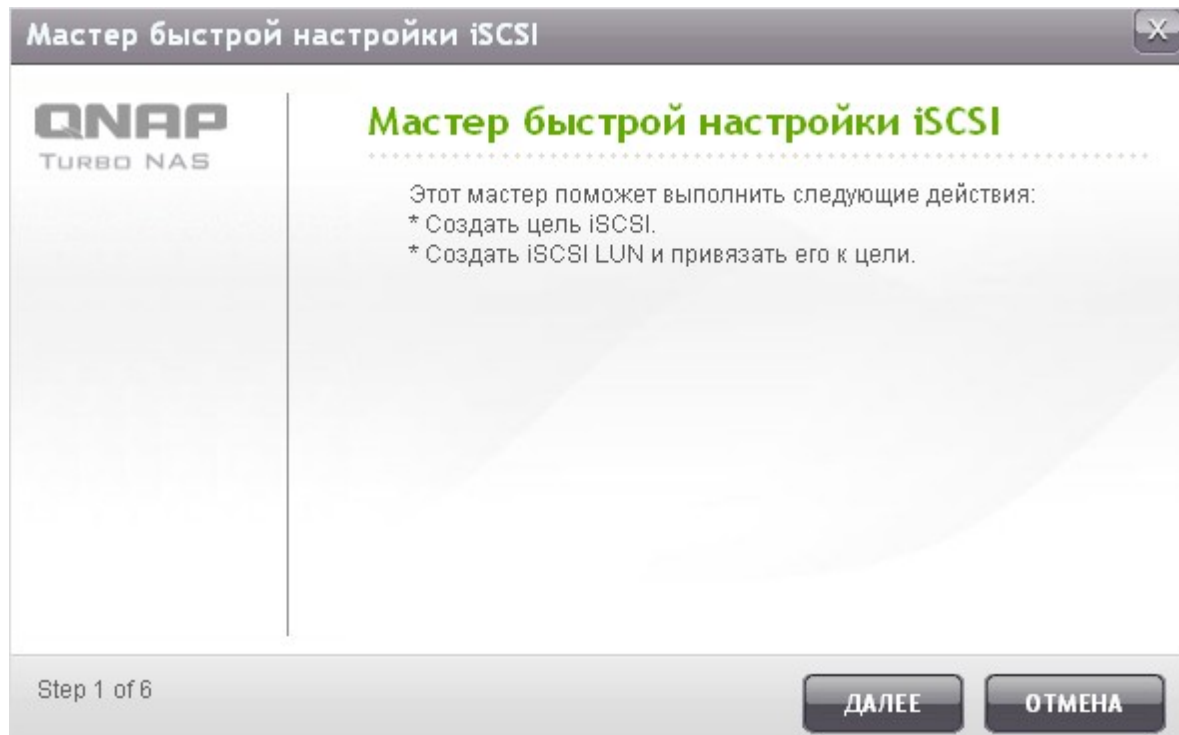 Мастер быстрой настройки iSCSI
X
QNAP
TURBO NAS
Мастер быстрой настройки iSCSI
Этот мастер поможет выполнить следующие действия:
* Создать цель iSCSI.
* Создать iSCSI LUN и привязать его к цели.
Step 1 of 6
ДАЛЕЕ
ОТМЕНА